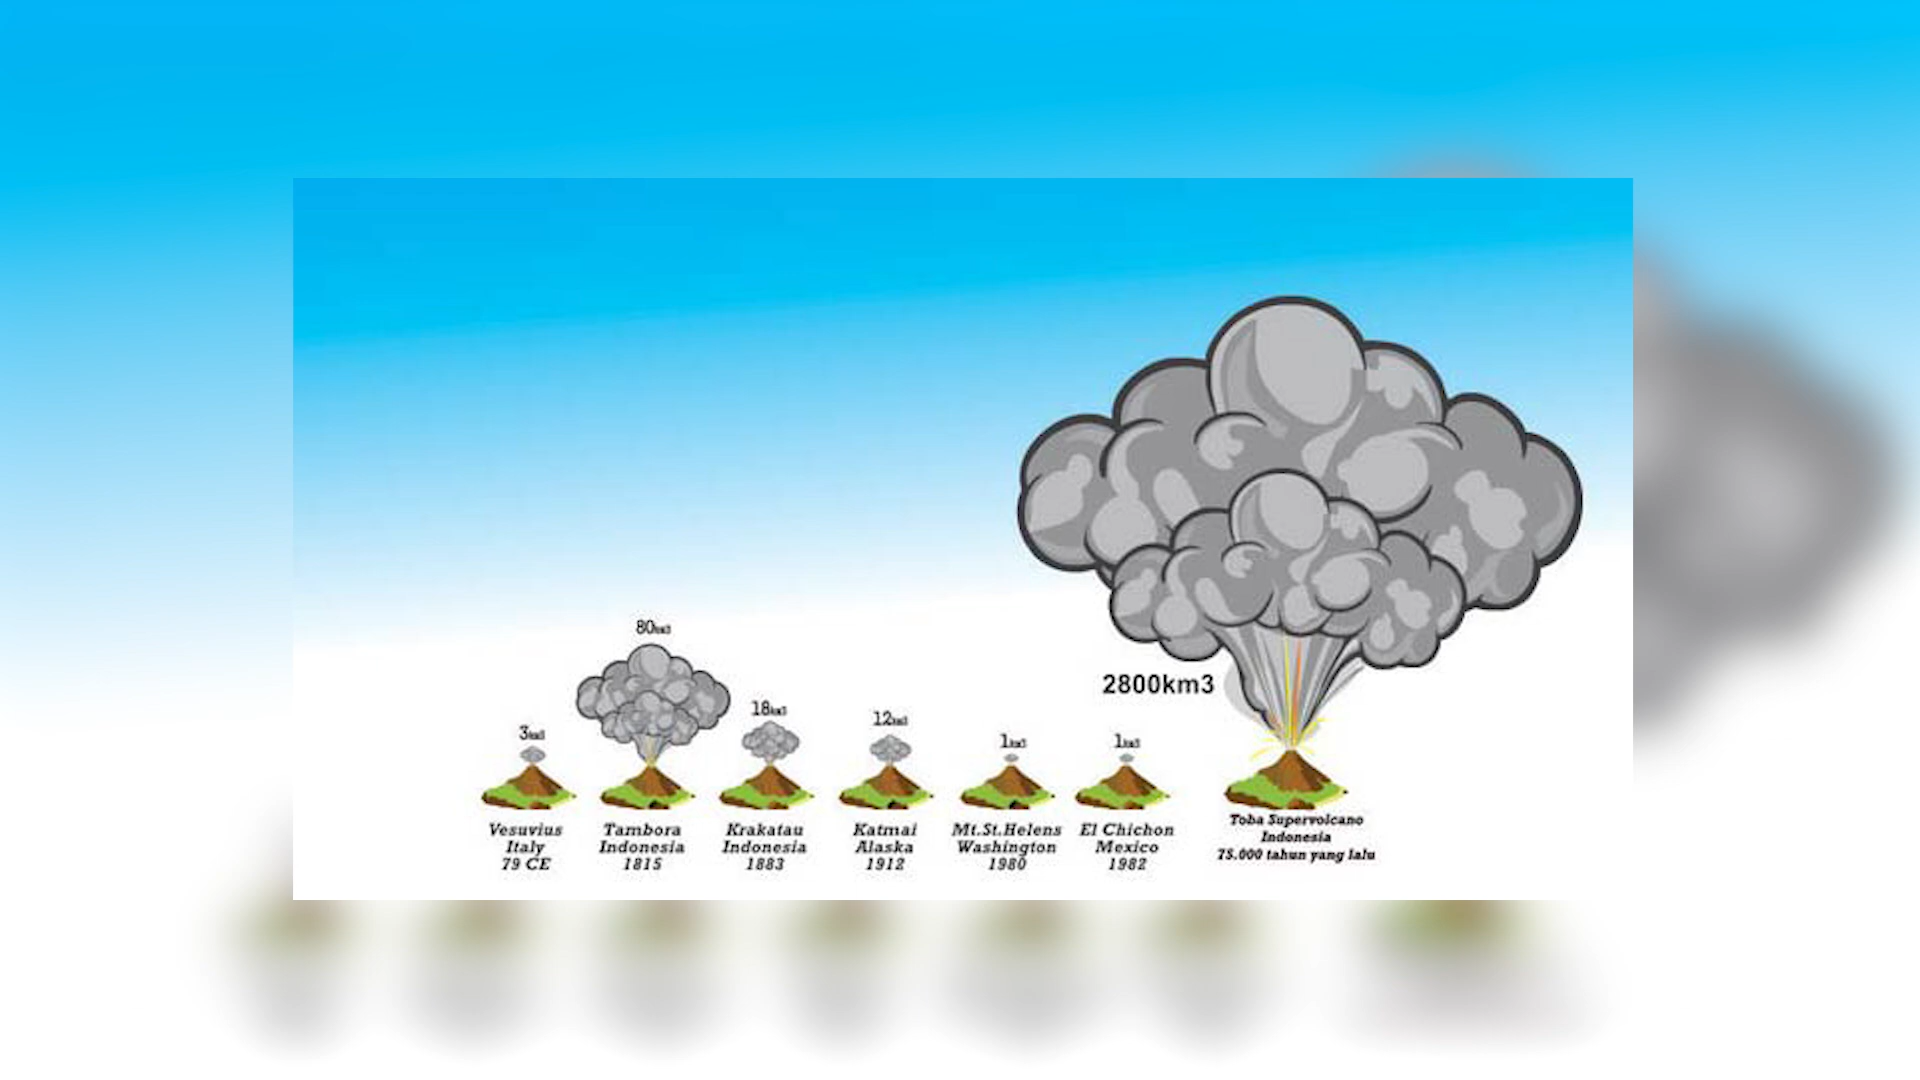 80km3
2800km3
18km3
12km3
3km3
1km3
1km3
Vesuvius
Italy
79 CE
Tambora
Indonesia
1815
Krakatau
Indonesia
1883
Katmai
Alaska
1912
Mt.St.Helens
Washington
1980
El Chichon
Mexico
1982
Toba Supervolcano
Indonesia
75.000 tahun yang lalu